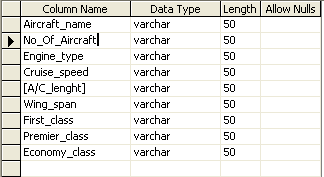 Column Name Data Type Length Allow Nulls
Aircraft_name varchar 50
No_Of_Aircraft varchar 50
Engine_type varchar 50
Cruise_speed varchar 50
[A/C_lenght] varchar 50
Wing_span varchar 50
First_class varchar 50
Premier_class varchar 50
Economy_class varchar 50